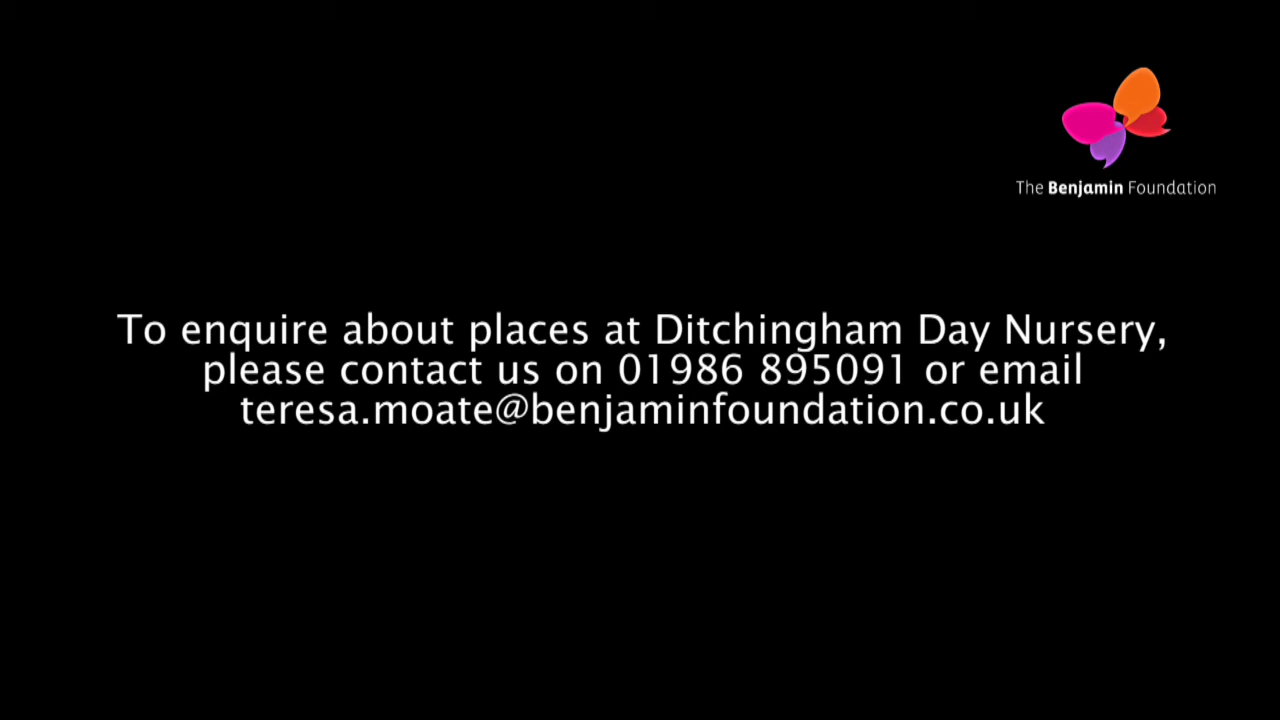 The Benjamin Foundation
To enquire about places at Ditchingham Day Nursery,
please contact us on 01986 895091 or email
teresa.moate@benjaminfoundation.co.uk